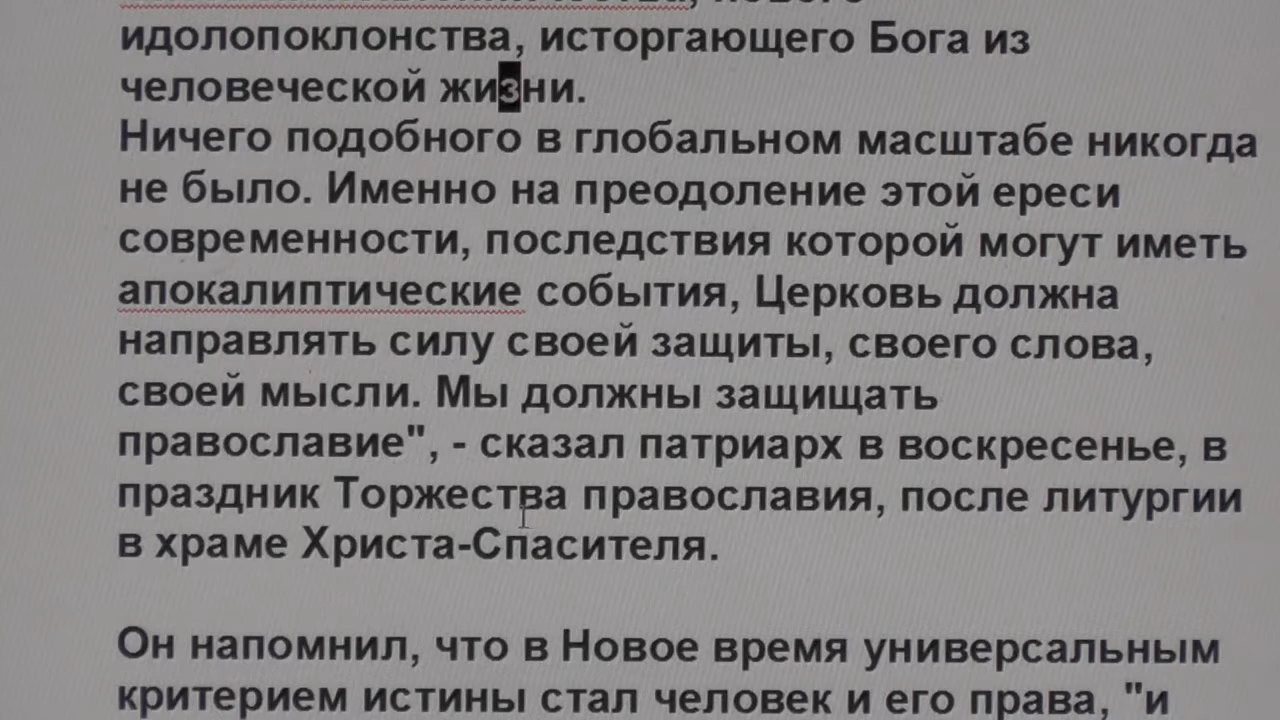 идолопоклонства, исторгающего Бога из
человеческой жизни.
Ничего подобного в глобальном масштабе никогда
не было. Именно на преодоление этой ереси
современности, последствия которой могут иметь
апокалиптические события, Церковь должна
направлять силу своей защиты, своего слова,
своей мысли. Мы должны защищать
православие", - сказал патриарх в воскресенье, в
праздник Торжества православия, после литургии
в храме Христа-Спасителя.
Он напомнил, что в Новое время универсальным
критерием истины стал человек и его права, "и